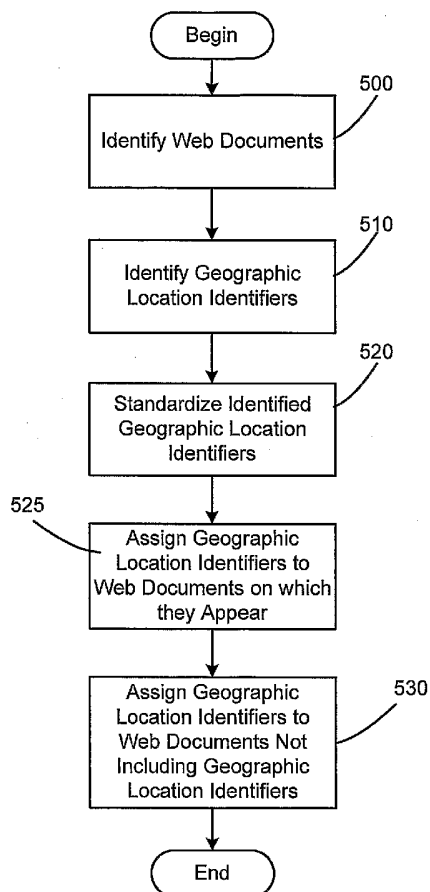 Begin
500
Identify Web Documents
510
Identify Geographic
Location Identifiers
520
Standardize Identified
Geographic Location
Identifiers
525
Assign Geographic
Location Identifiers to
Web Documents on which
they Appear
530
Assign Geographic
Location Identifiers to
Web Documents Not
Including Geographic
Location Identifiers
End